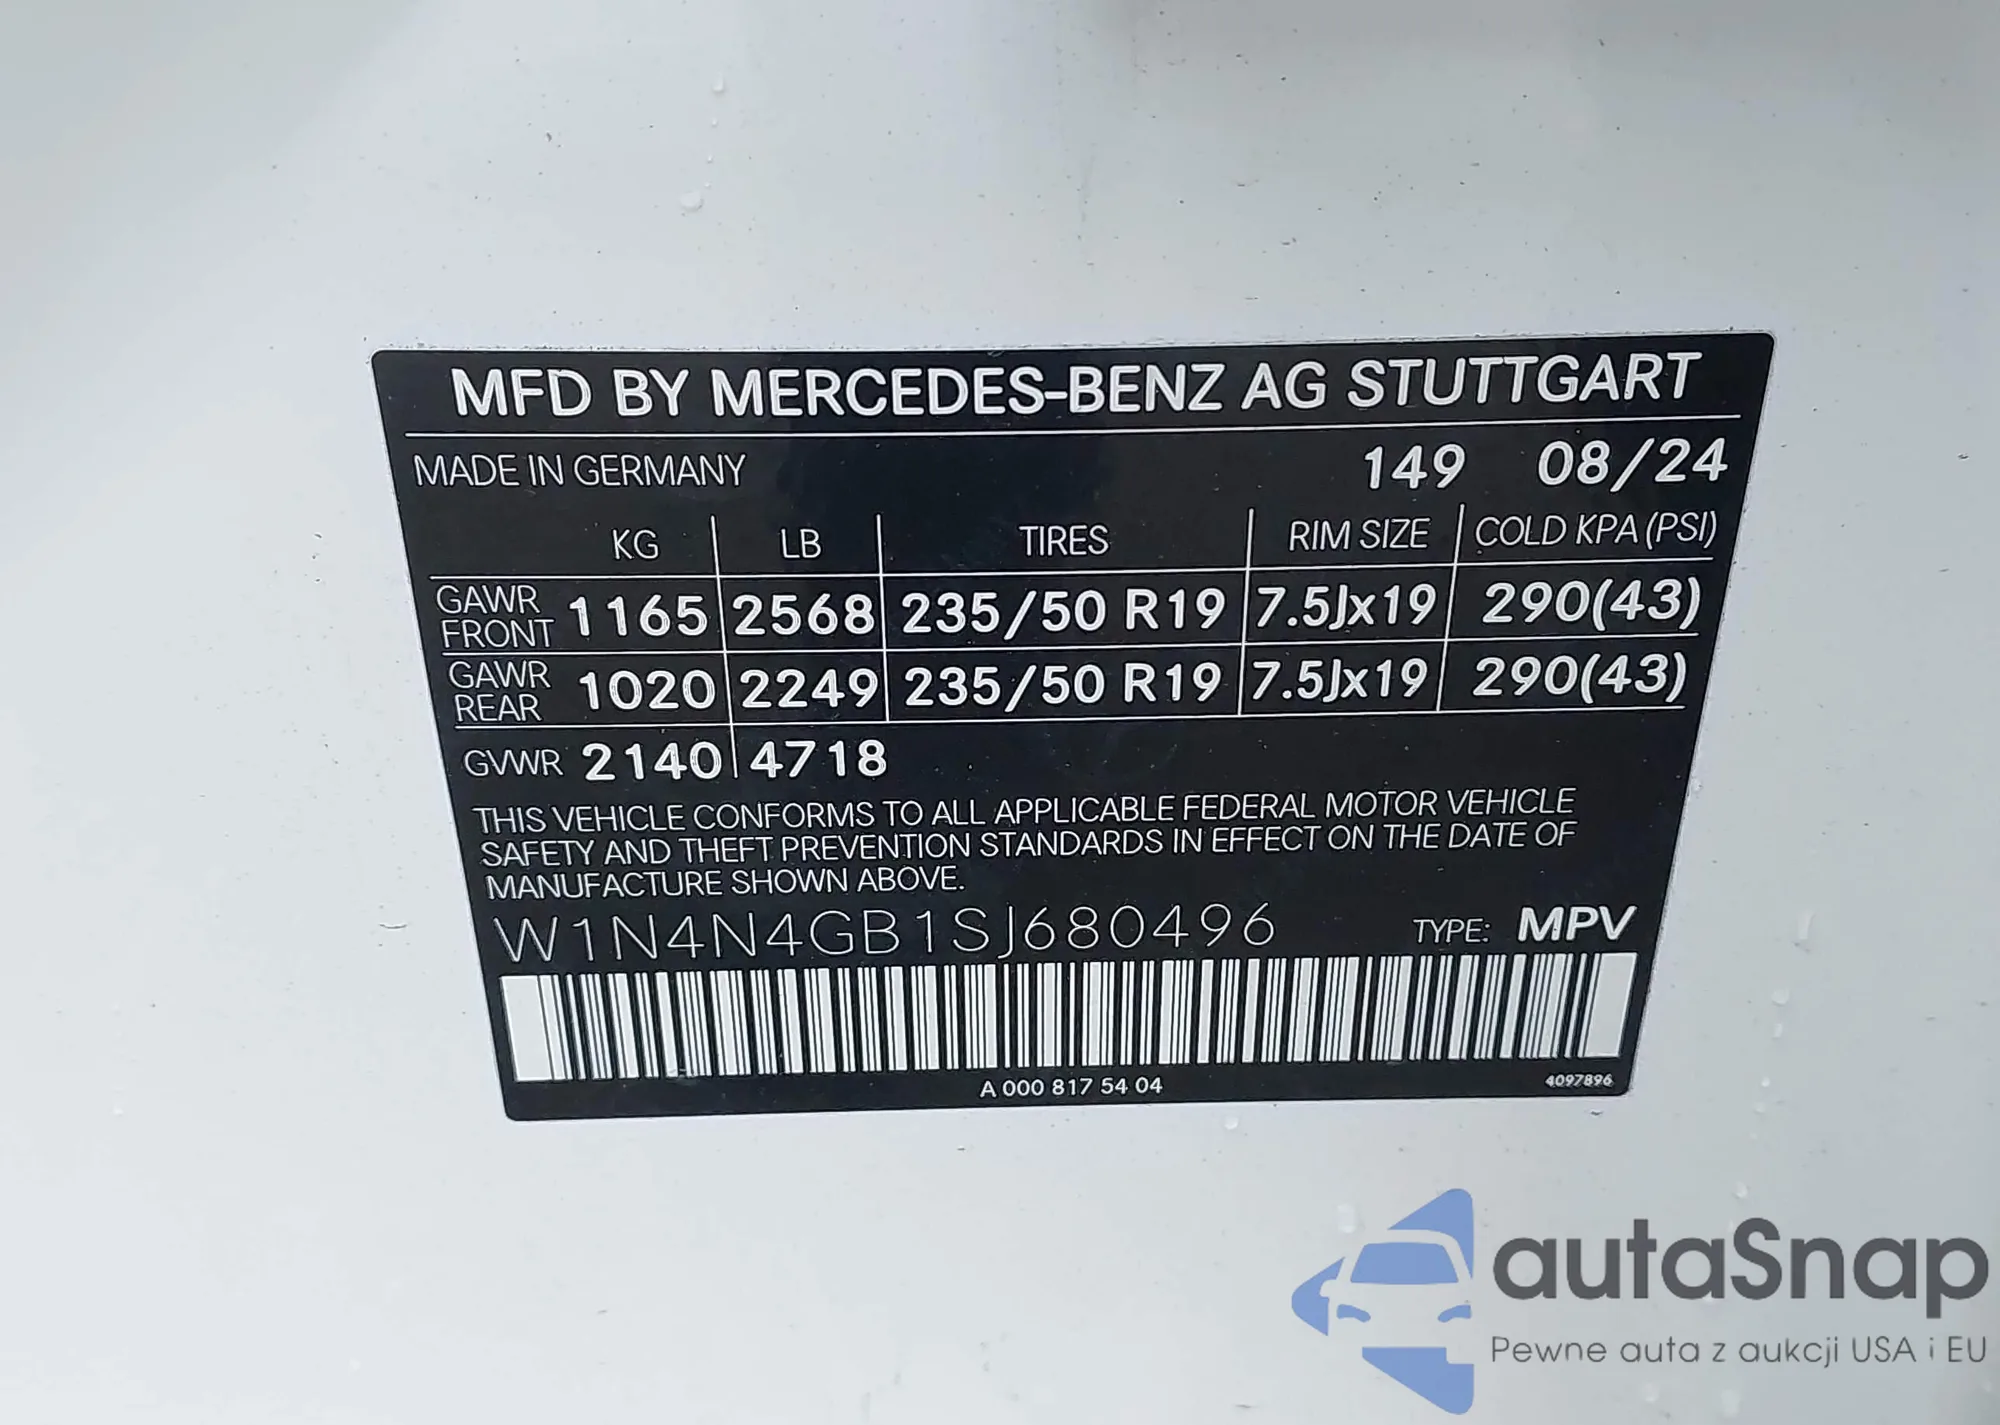 MFD BY MERCEDES-BENZ AG STUTTGART
MADE IN GERMANY 149 08/24
KG LB TIRES RIM SIZE COLD KPA (PSI)
GAWR FRONT 1165 2568 235/50 R19 7.5Jx19 290(43)
GAWR REAR 1020 2249 235/50 R19 7.5Jx19 290(43)
GVWR 2140 4718
THIS VEHICLE CONFORMS TO ALL APPLICABLE FEDERAL MOTOR VEHICLE
SAFETY AND THEFT PREVENTION STANDARDS IN EFFECT ON THE DATE OF
MANUFACTURE SHOWN ABOVE.
W1N4N4GB1SJ680496 TYPE: MPV
A 000 817 54 04 4097896
autaSnap
Pewne auta z aukcji USA i EU